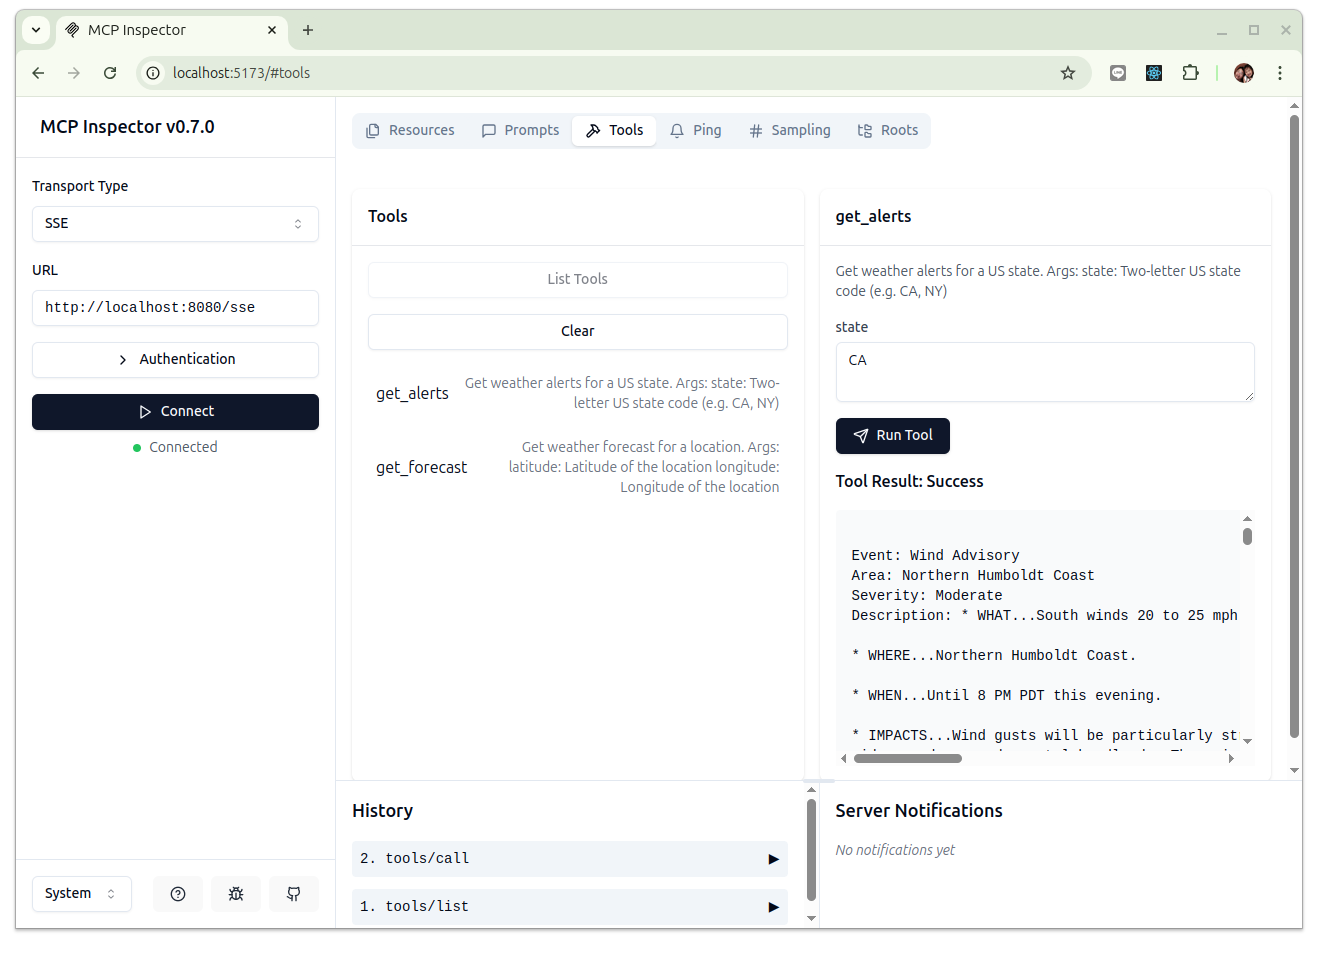 MCP Inspector
localhost:5173/#tools
MCP Inspector v0.7.0
Transport Type
SSE
URL
http://localhost:8080/sse
Authentication
Connect
Connected
System
Resources
Prompts
Tools
Ping
Sampling
Roots
Tools
List Tools
Clear
get_alerts
Get weather alerts for a US state. Args: state: Two-
letter US state code (e.g. CA, NY)
get_forecast
Get weather forecast for a location. Args:
latitude: Latitude of the location longitude:
Longitude of the location
get_alerts
Get weather alerts for a US state. Args: state: Two-letter US state
code (e.g. CA, NY)
state
CA
Run Tool
Tool Result: Success
Event: Wind Advisory
Area: Northern Humboldt Coast
Severity: Moderate
Description: * WHAT...South winds 20 to 25 mph
* WHERE...Northern Humboldt Coast.
* WHEN...Until 8 PM PDT this evening.
* IMPACTS...Wind gusts will be particularly
History
2. tools/call
1. tools/list
Server Notifications
No notifications yet